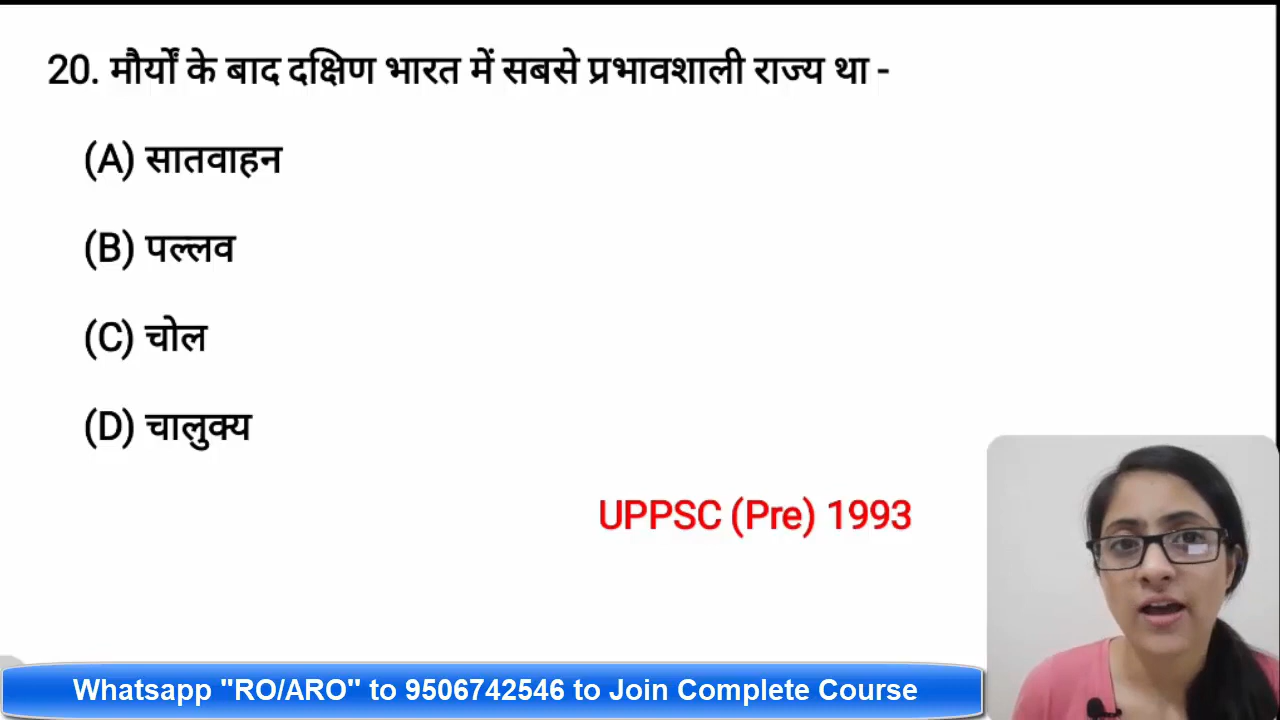 20. मौर्यों के बाद दक्षिण भारत में सबसे प्रभावशाली राज्य था -
(A) सातवाहन
(B) पल्लव
(C) चोल
(D) चालुक्य
UPPSC (Pre) 1993
Whatsapp "RO/ARO" to 9506742546 to Join Complete Course